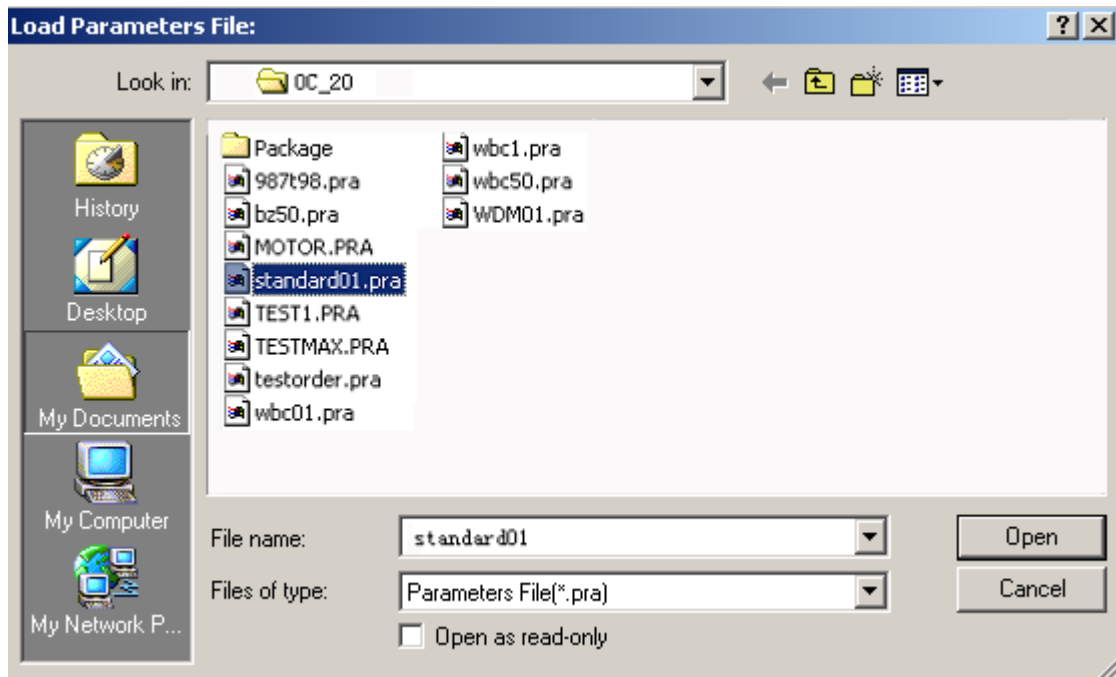 Load Parameters File:
Look in: 0C_20
History
Desktop
My Documents
My Computer
My Network P...
Package
987t98.pra
bz50.pra
MOTOR.PRA
standard01.pra
TEST1.PRA
TESTMAX.PRA
testorder.pra
wbc01.pra
wbc1.pra
wbc50.pra
WDM01.pra
File name: standard01 Open
Files of type: Parameters File(*.pra) Cancel
Open as read-only